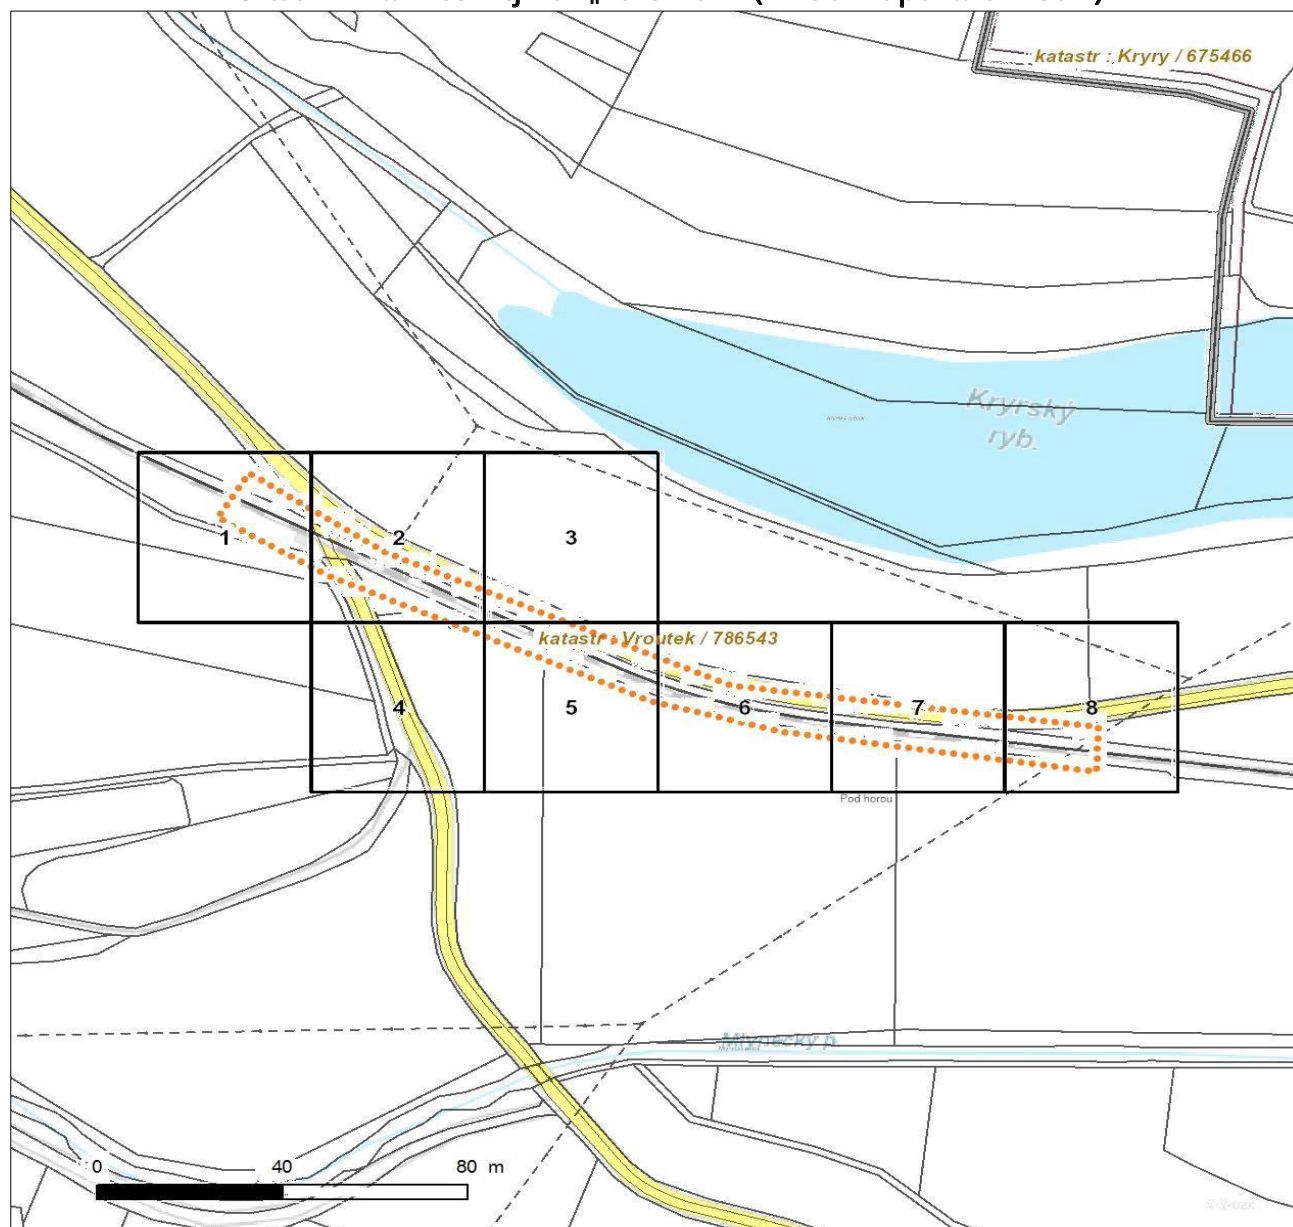 katastr : Kryry / 675466
Kryrský
ryb.
1
2
3
katastr : Vroutek / 786543
4
5
6
7
8
Pod horou
Mlýnecký p.
0 40 80 m